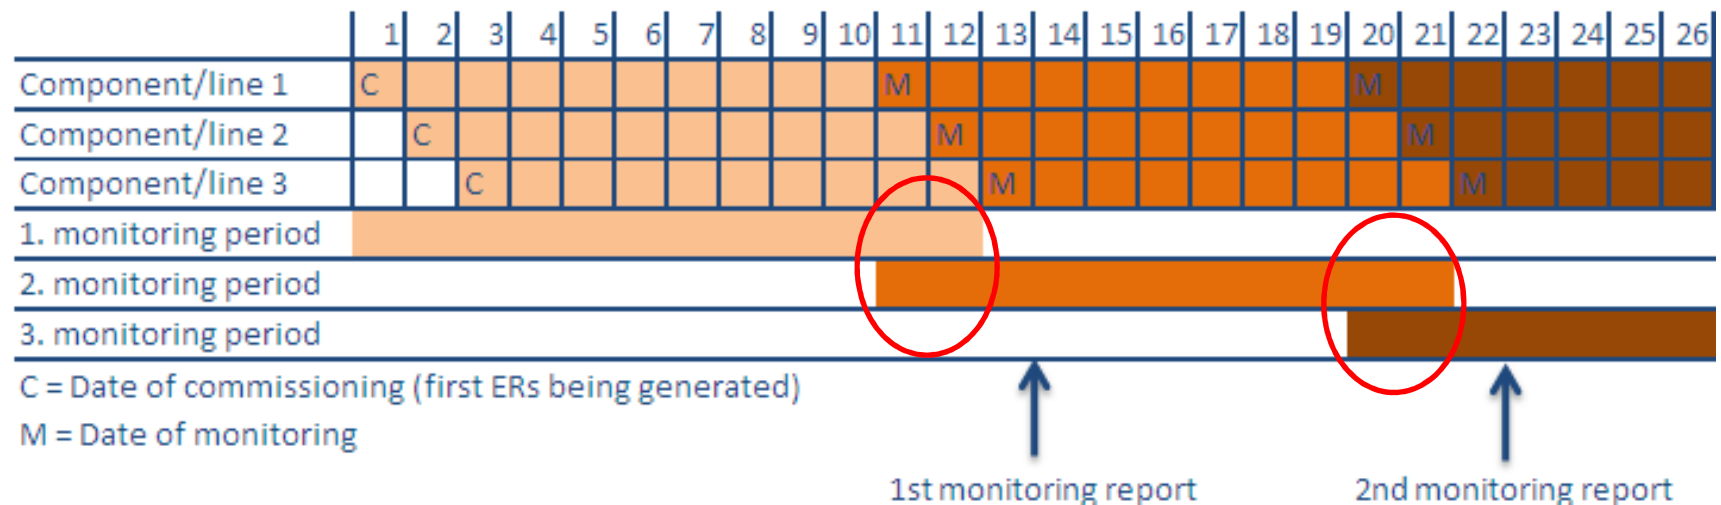 1 2 3 4 5 6 7 8 9 10 11 12 13 14 15 16 17 18 19 20 21 22 23 24 25 26
Component/line 1 C M M
Component/line 2 C M M
Component/line 3 C M M
1. monitoring period
2. monitoring period
3. monitoring period
C = Date of commissioning (first ERs being generated)
M = Date of monitoring
1st monitoring report 2nd monitoring report